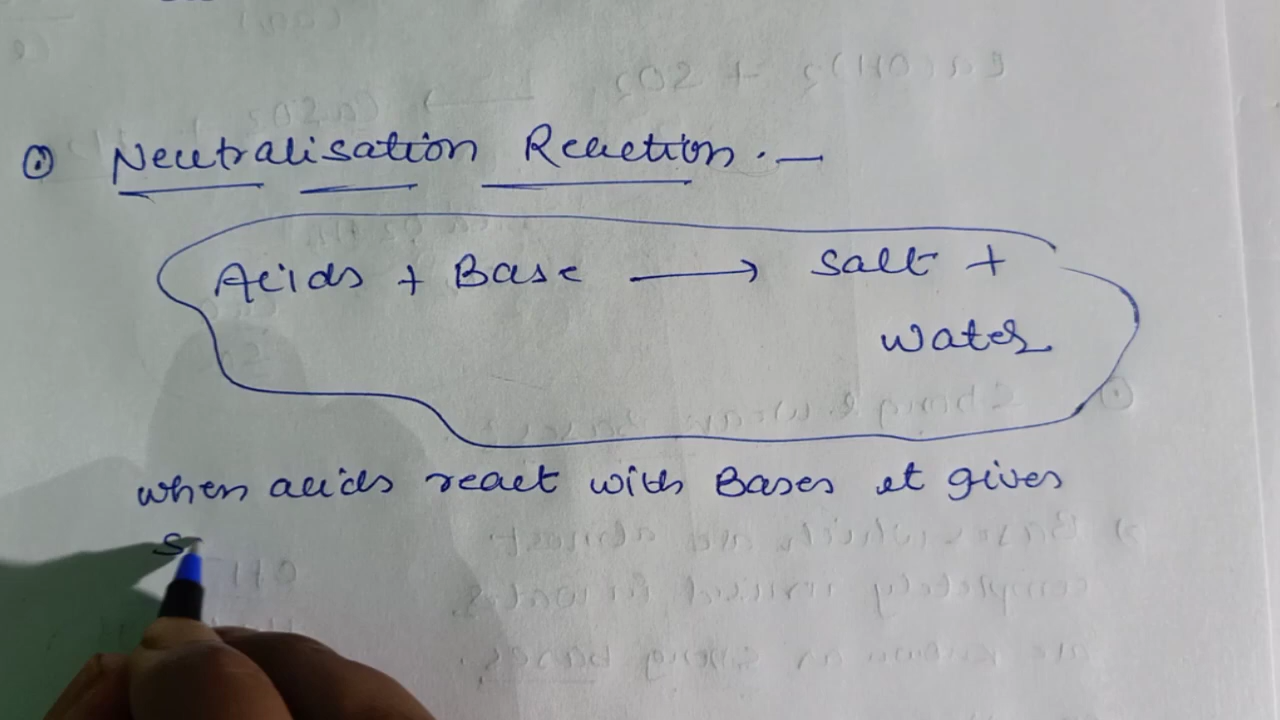 Neutralisation Reaction. —
Acids + Base ⟶ Salt +
water
when acids react with Bases it gives
s